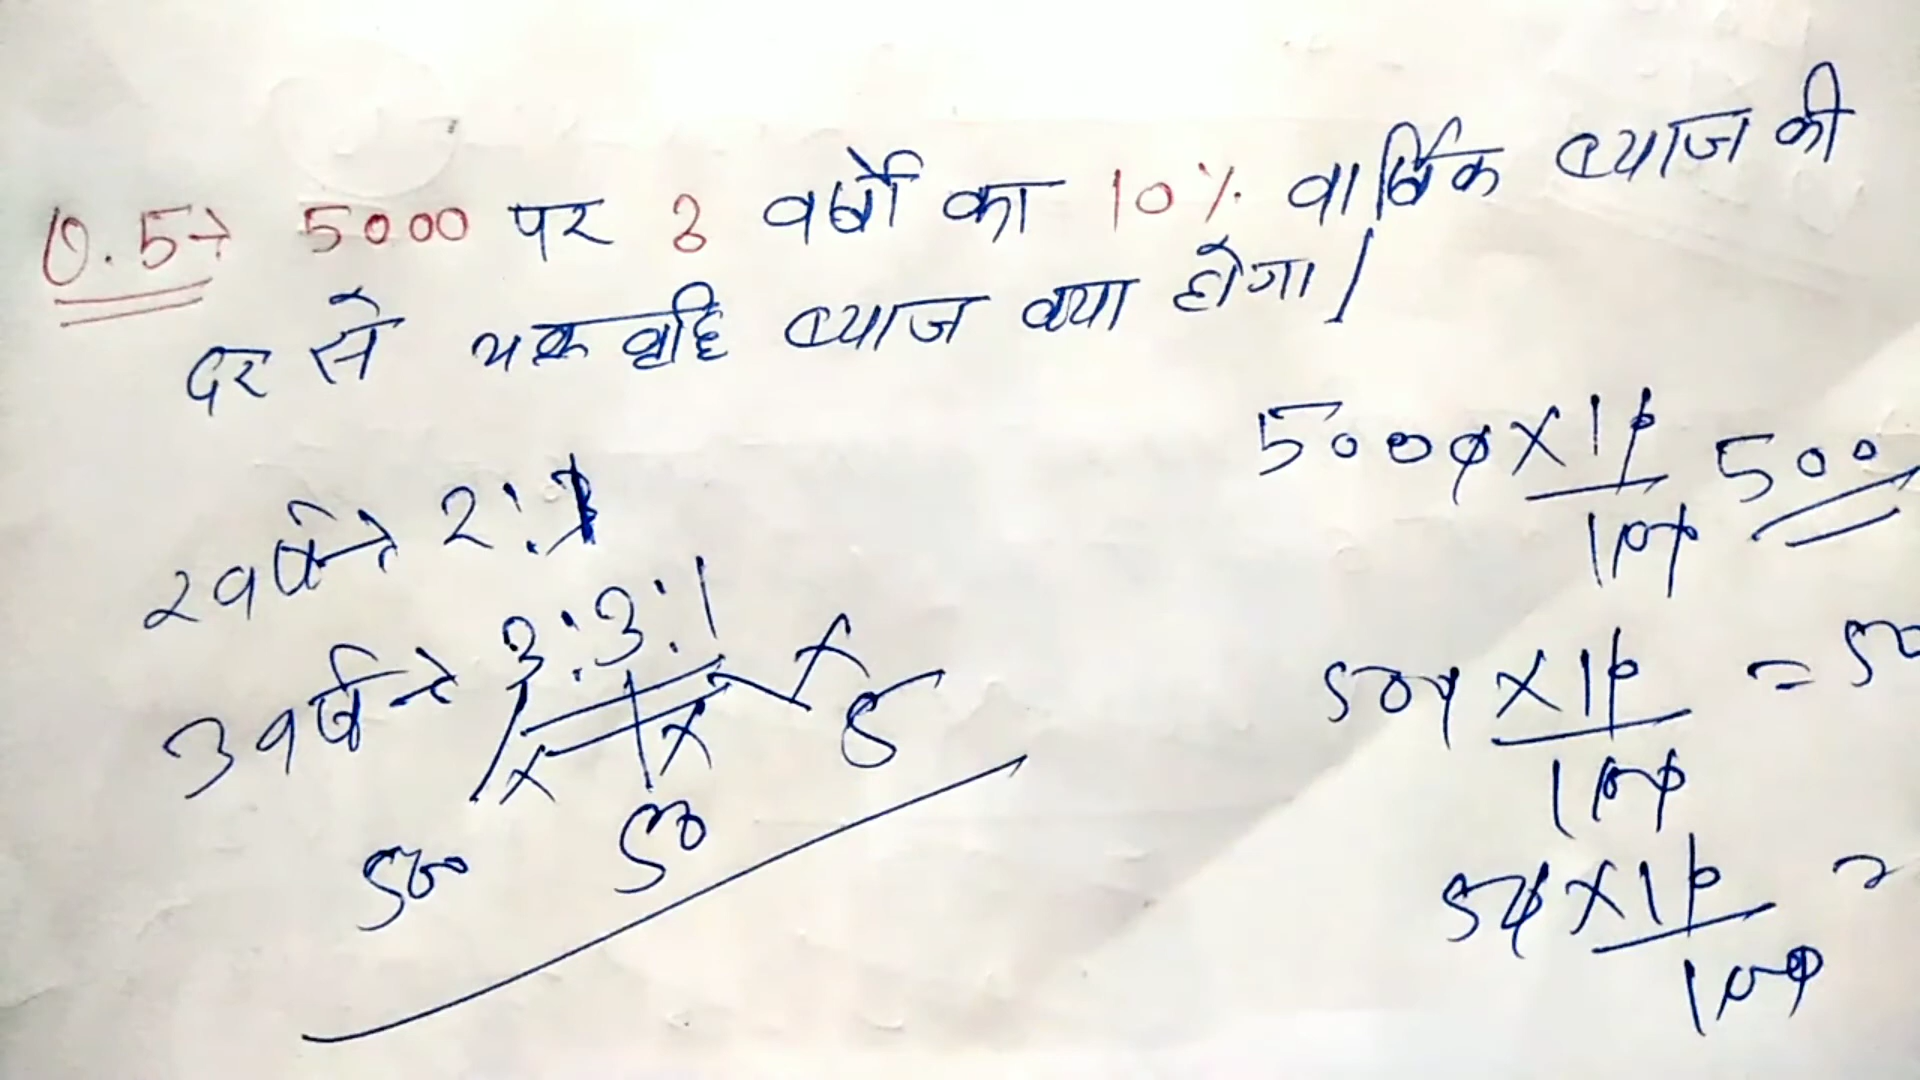 Q.5→ 5000 पर 3 वर्षो का 10% वार्षिक ब्याज की
दर से चक्रवृद्धि ब्याज क्या होगा।
5000 × 10 / 100 500
2 वर्ष → 2:1
3 वर्ष → 3:3:1
× × ×
500 50 5
500 × 10 / 100 = 50
50 × 10 / 100 =